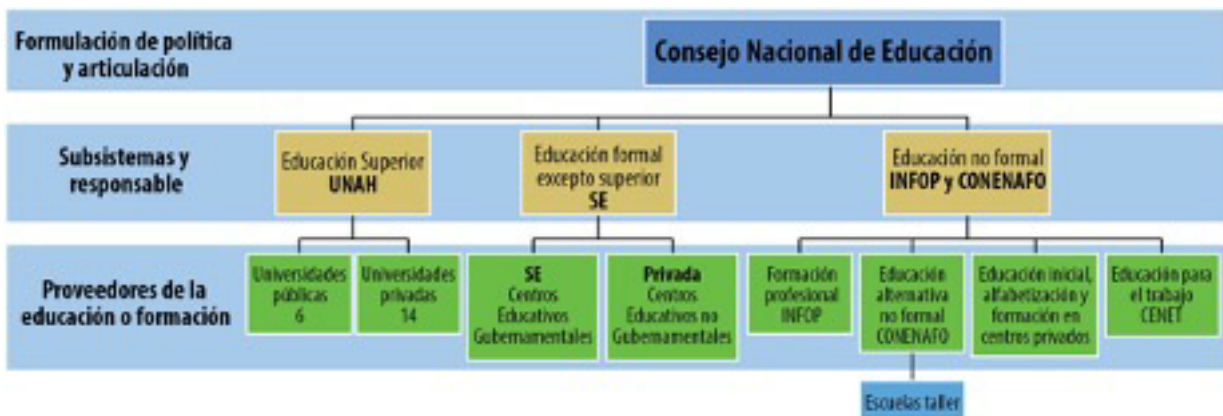 Formulación de política
y articulación
Consejo Nacional de Educación
Subsistemas y
responsable
Educación Superior
UNAH
Educación formal
excepto superior
SE
Educación no formal
INFOP y CONENAFO
Proveedores de la
educación o formación
Universidades
públicas
6
Universidades
privadas
14
SE
Centros
Educativos
Gubernamentales
Privada
Centros
Educativos no
Gubernamentales
Formación
profesional
INFOP
Educación
alternativa
no formal
CONENAFO
Educación inicial,
alfabetización y
formación en
centros privados
Educación para
el trabajo
CENET
Escuelas taller